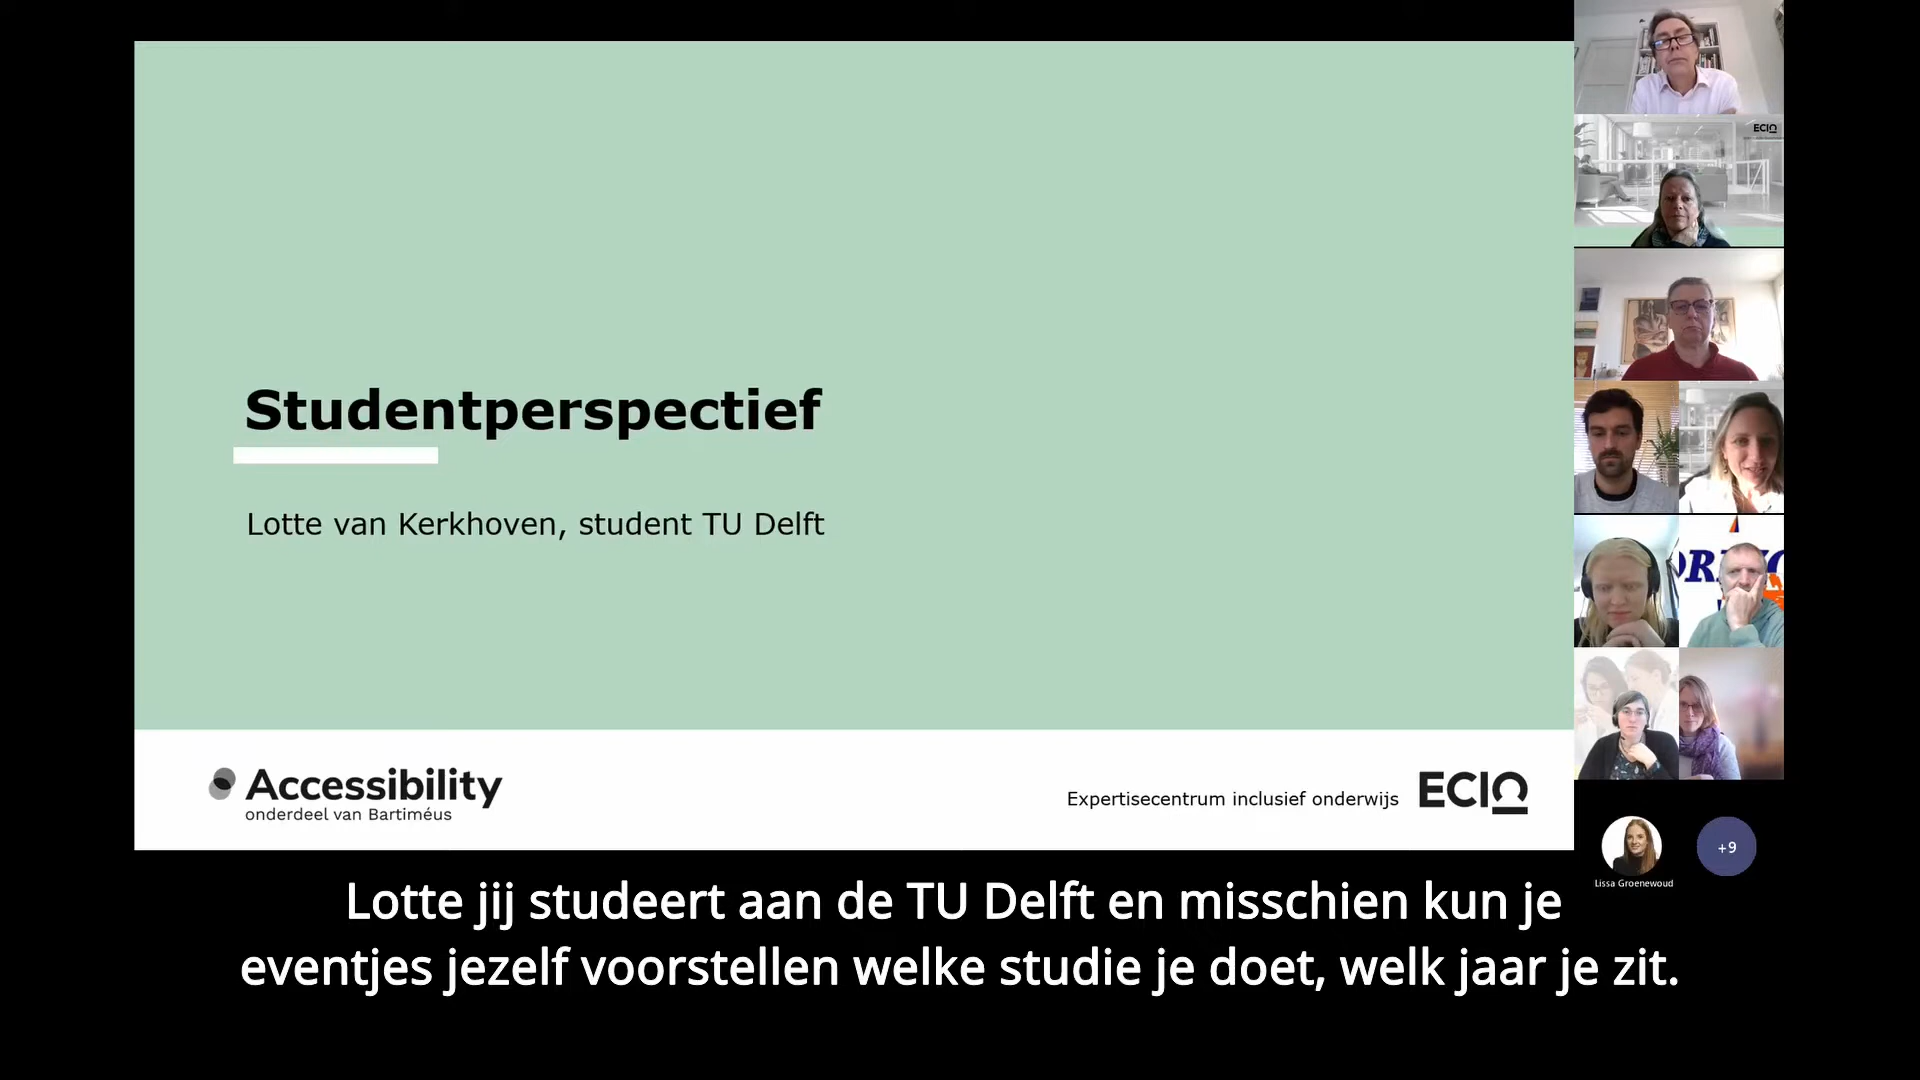 ECIO
Studentperspectief
Lotte van Kerkhoven, student TU Delft
Accessibility
onderdeel van Bartiméus
Expertisecentrum inclusief onderwijs
ECIO
+9
Lissa Groenewoud
Lotte jij studeert aan de TU Delft en misschien kun je
eventjes jezelf voorstellen welke studie je doet, welk jaar je zit.